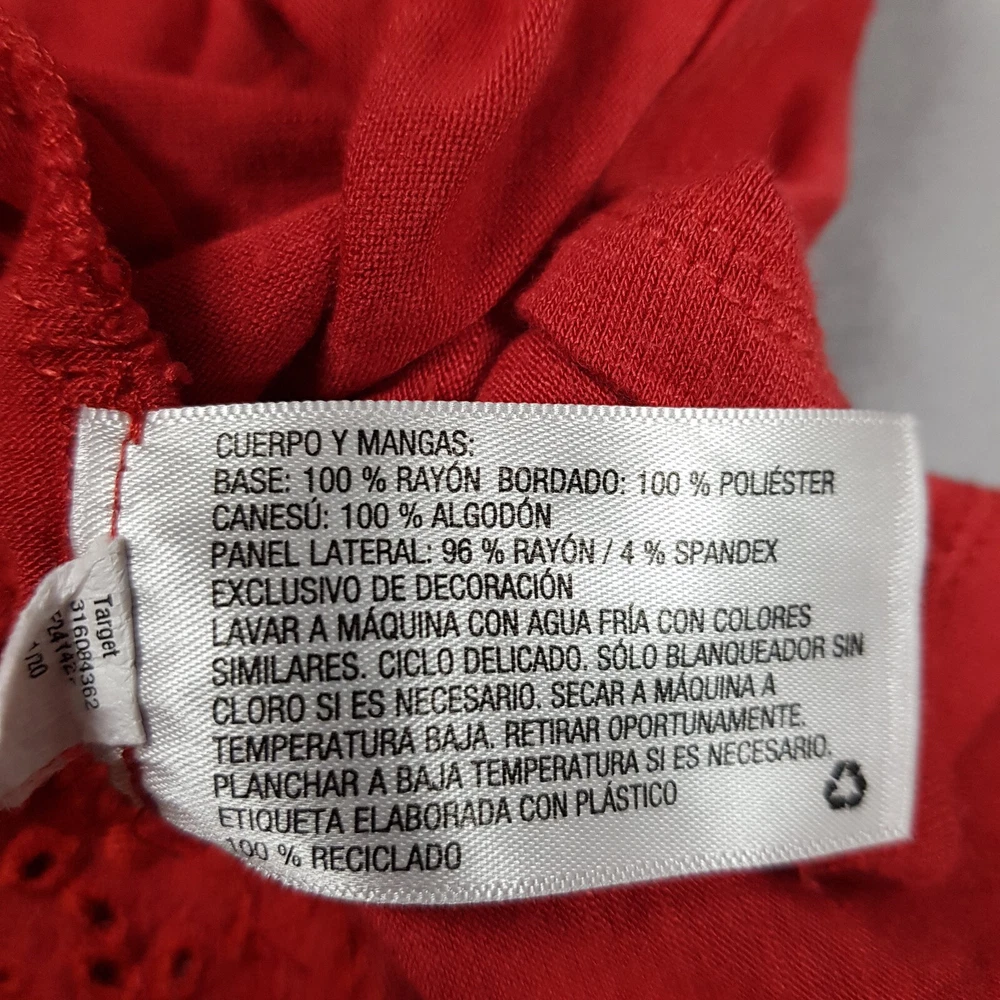 CUERPO Y MANGAS:
BASE: 100 % RAYÓN BORDADO: 100 % POLIÉSTER
CANESÚ: 100 % ALGODÓN
PANEL LATERAL: 96 % RAYÓN / 4 % SPANDEX
EXCLUSIVO DE DECORACIÓN
LAVAR A MÁQUINA CON AGUA FRÍA CON COLORES
SIMILARES. CICLO DELICADO. SÓLO BLANQUEADOR SIN
CLORO SI ES NECESARIO. SECAR A MÁQUINA A
TEMPERATURA BAJA. RETIRAR OPORTUNAMENTE.
PLANCHAR A BAJA TEMPERATURA SI ES NECESARIO.
ETIQUETA ELABORADA CON PLÁSTICO
100 % RECICLADO
Target
316084362